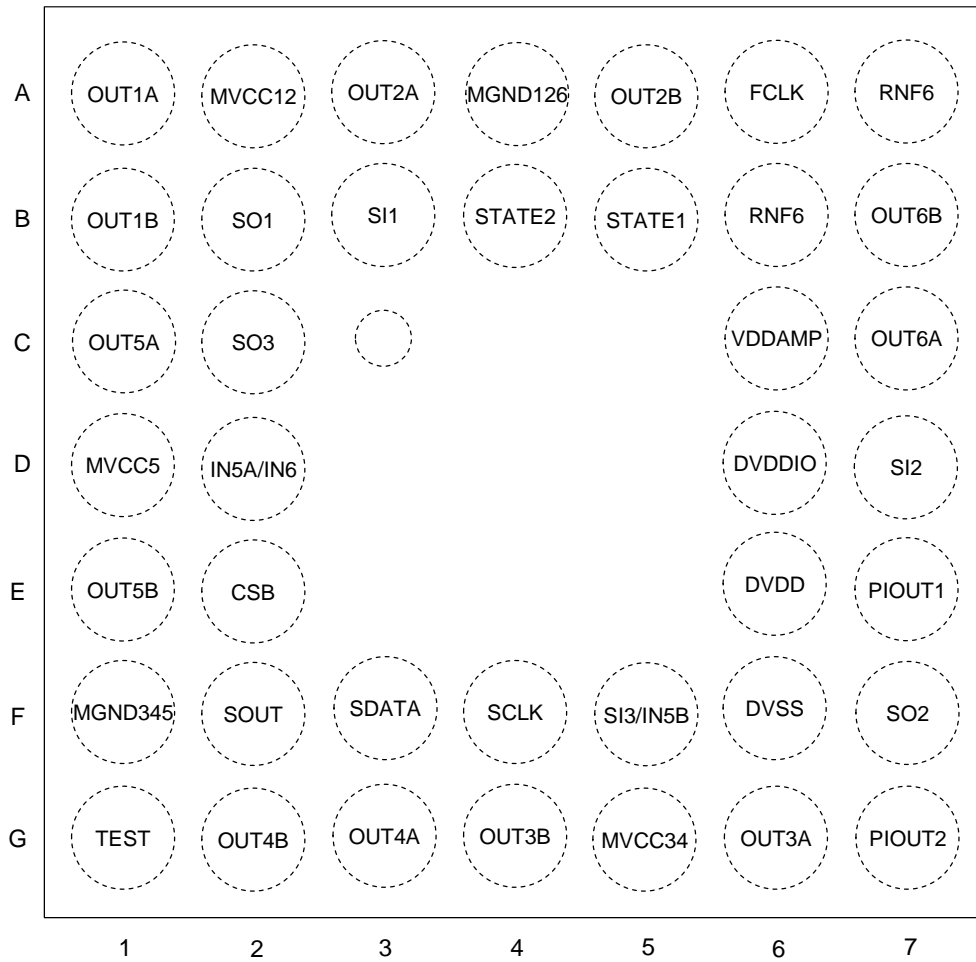 A OUT1A MVCC12 OUT2A MGND126 OUT2B FCLK RNF6
B OUT1B SO1 SI1 STATE2 STATE1 RNF6 OUT6B
C OUT5A SO3 VDDAMP OUT6A
D MVCC5 IN5A/IN6 DVDDIO SI2
E OUT5B CSB DVDD PIOUT1
F MGND345 SOUT SDATA SCLK SI3/IN5B DVSS SO2
G TEST OUT4B OUT4A OUT3B MVCC34 OUT3A PIOUT2
1 2 3 4 5 6 7